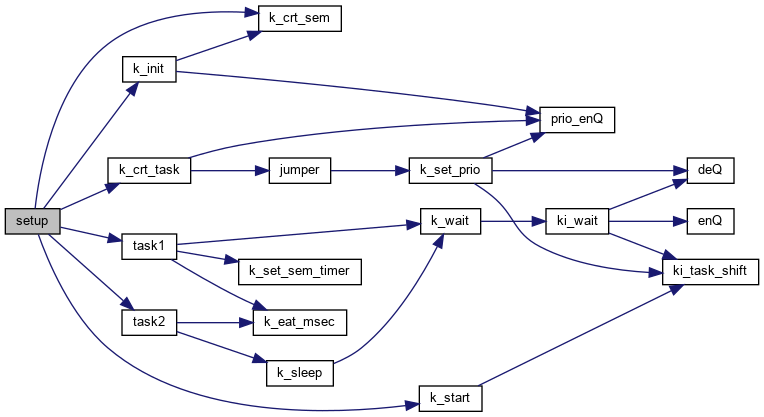 k_crt_sem
k_init
prio_enQ
k_crt_task
jumper
k_set_prio
deQ
setup
task1
k_wait
ki_wait
enQ
k_set_sem_timer
ki_task_shift
task2
k_eat_msec
k_sleep
k_start